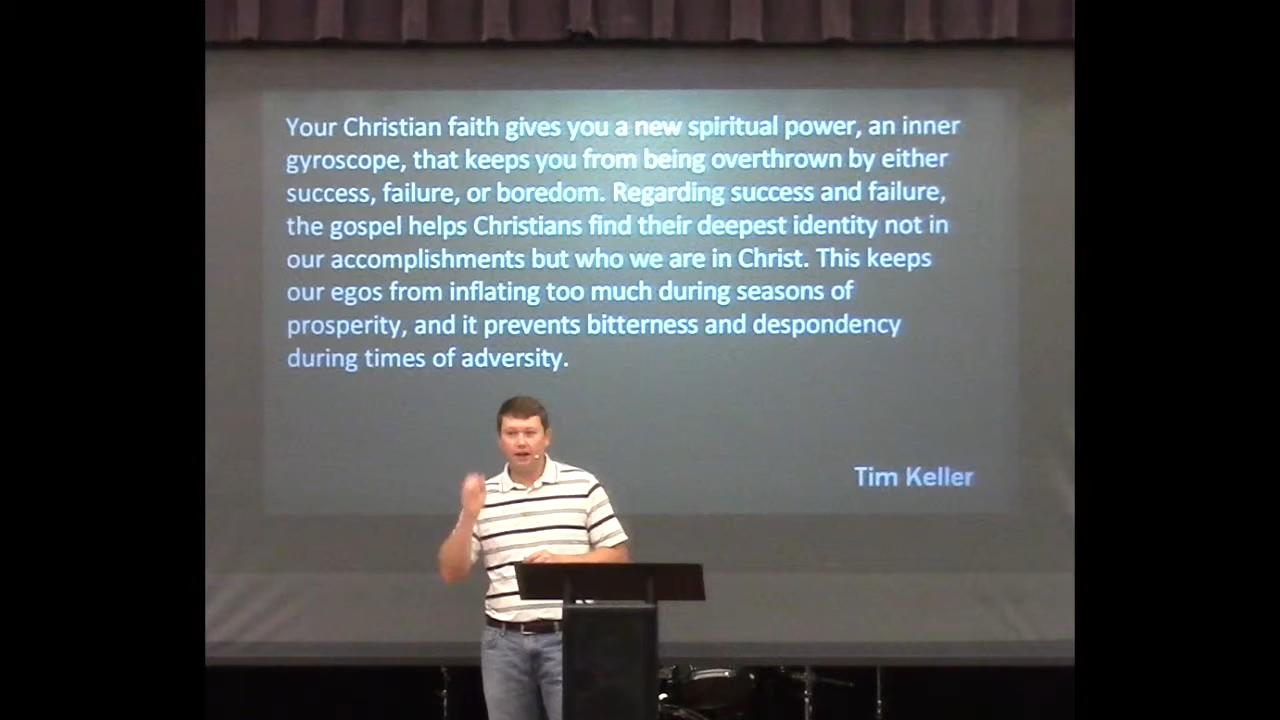 Your Christian faith gives you a new spiritual power, an inner
gyroscope, that keeps you from being overthrown by either
success, failure, or boredom. Regarding success and failure,
the gospel helps Christians find their deepest identity not in
our accomplishments but who we are in Christ. This keeps
our egos from inflating too much during seasons of
prosperity, and it prevents bitterness and despondency
during times of adversity.
Tim Keller